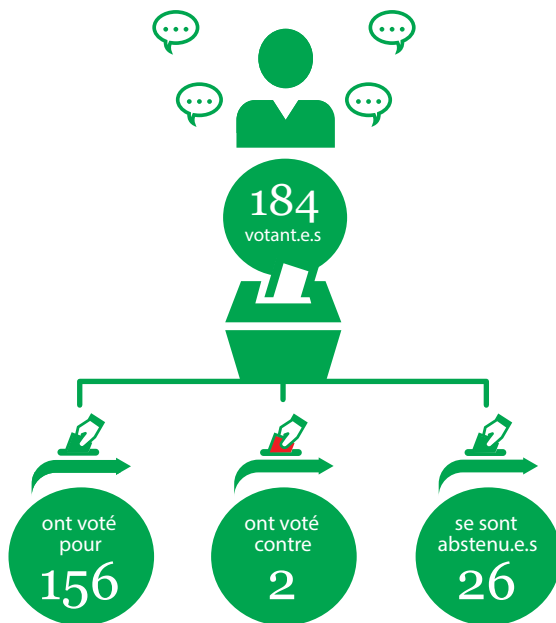 184
votant.e.s
ont voté
pour
156
ont voté
contre
2
se sont
abstenu.e.s
26